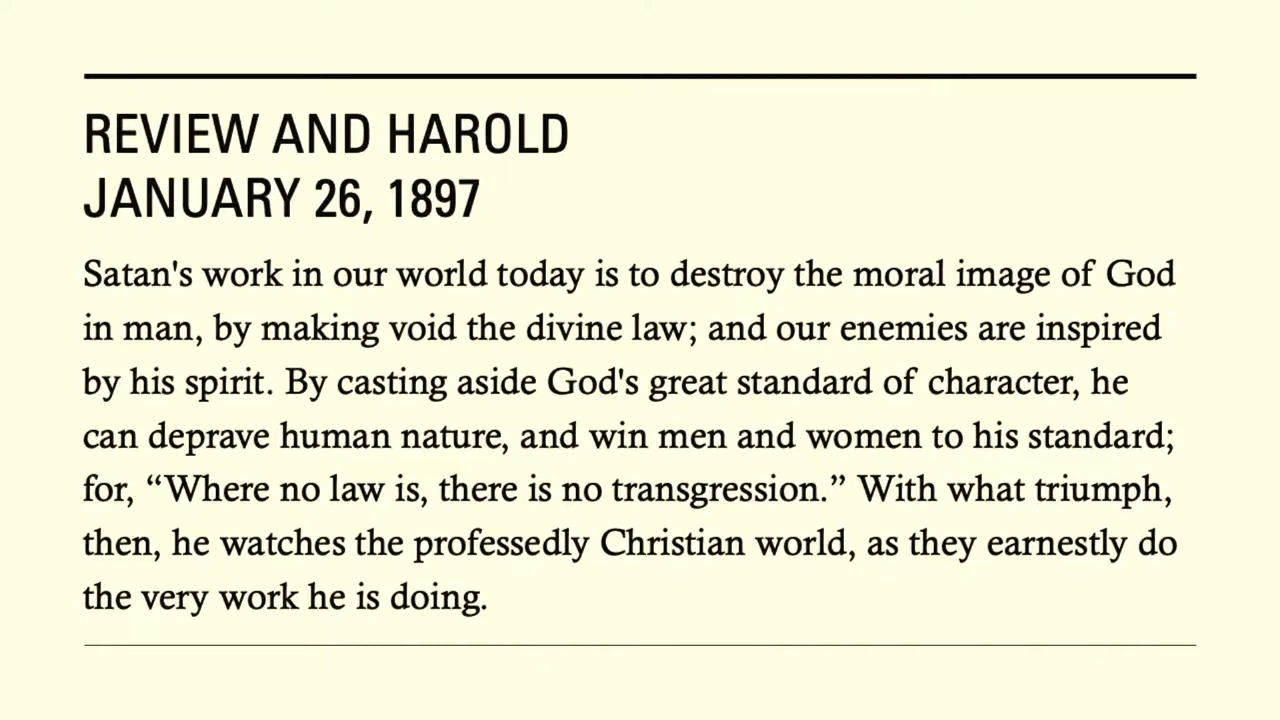 REVIEW AND HAROLD
JANUARY 26, 1897
Satan's work in our world today is to destroy the moral image of God
in man, by making void the divine law; and our enemies are inspired
by his spirit. By casting aside God's great standard of character, he
can deprave human nature, and win men and women to his standard;
for, “Where no law is, there is no transgression.” With what triumph,
then, he watches the professedly Christian world, as they earnestly do
the very work he is doing.